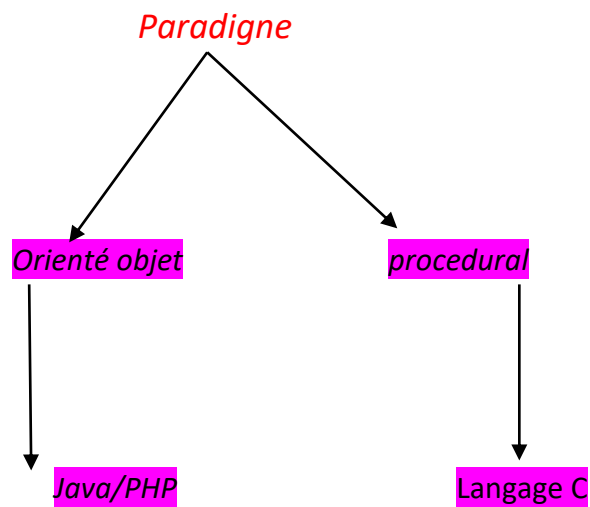 Paradigne
Orienté objet
procedural
Java/PHP
Langage C